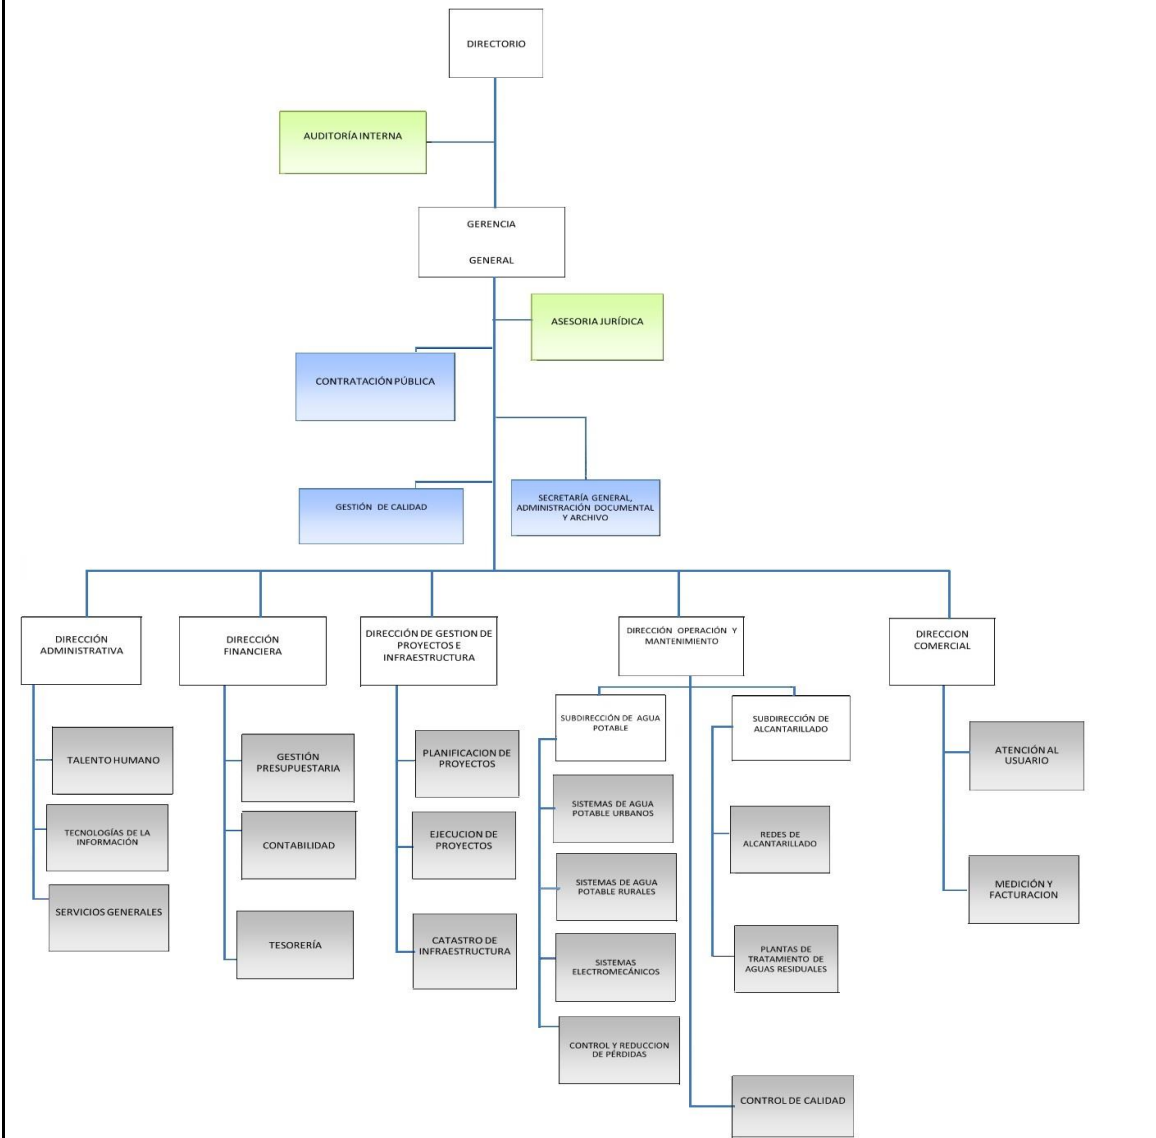 DIRECTORIO
AUDITORÍA INTERNA
GERENCIA
GENERAL
ASESORIA JURÍDICA
CONTRATACIÓN PÚBLICA
GESTIÓN DE CALIDAD
SECRETARÍA GENERAL,
ADMINISTRACIÓN DOCUMENTAL
Y ARCHIVO
DIRECCIÓN
ADMINISTRATIVA
TALENTO HUMANO
TECNOLOGÍAS DE LA
INFORMACIÓN
SERVICIOS GENERALES
DIRECCIÓN
FINANCIERA
GESTIÓN
PRESUPUESTARIA
CONTABILIDAD
TESORERÍA
DIRECCIÓN DE GESTION DE
PROYECTOS E
INFRAESTRUCTURA
PLANIFICACION DE
PROYECTOS
EJECUCION DE
PROYECTOS
CATASTRO DE
INFRAESTRUCTURA
DIRECCIÓN OPERACIÓN Y
MANTENIMIENTO
SUBDIRECCIÓN DE AGUA
POTABLE
SISTEMAS DE AGUA
POTABLE URBANOS
SISTEMAS DE AGUA
POTABLE RURALES
SISTEMAS
ELECTROMECÁNICOS
CONTROL Y REDUCCION
DE PÉRDIDAS
SUBDIRECCIÓN DE
ALCANTARILLADO
REDES DE
ALCANTARILLADO
PLANTAS DE
TRATAMIENTO DE
AGUAS RESIDUALES
CONTROL DE CALIDAD
DIRECCION
COMERCIAL
ATENCIÓN AL
USUARIO
MEDICIÓN Y
FACTURACION